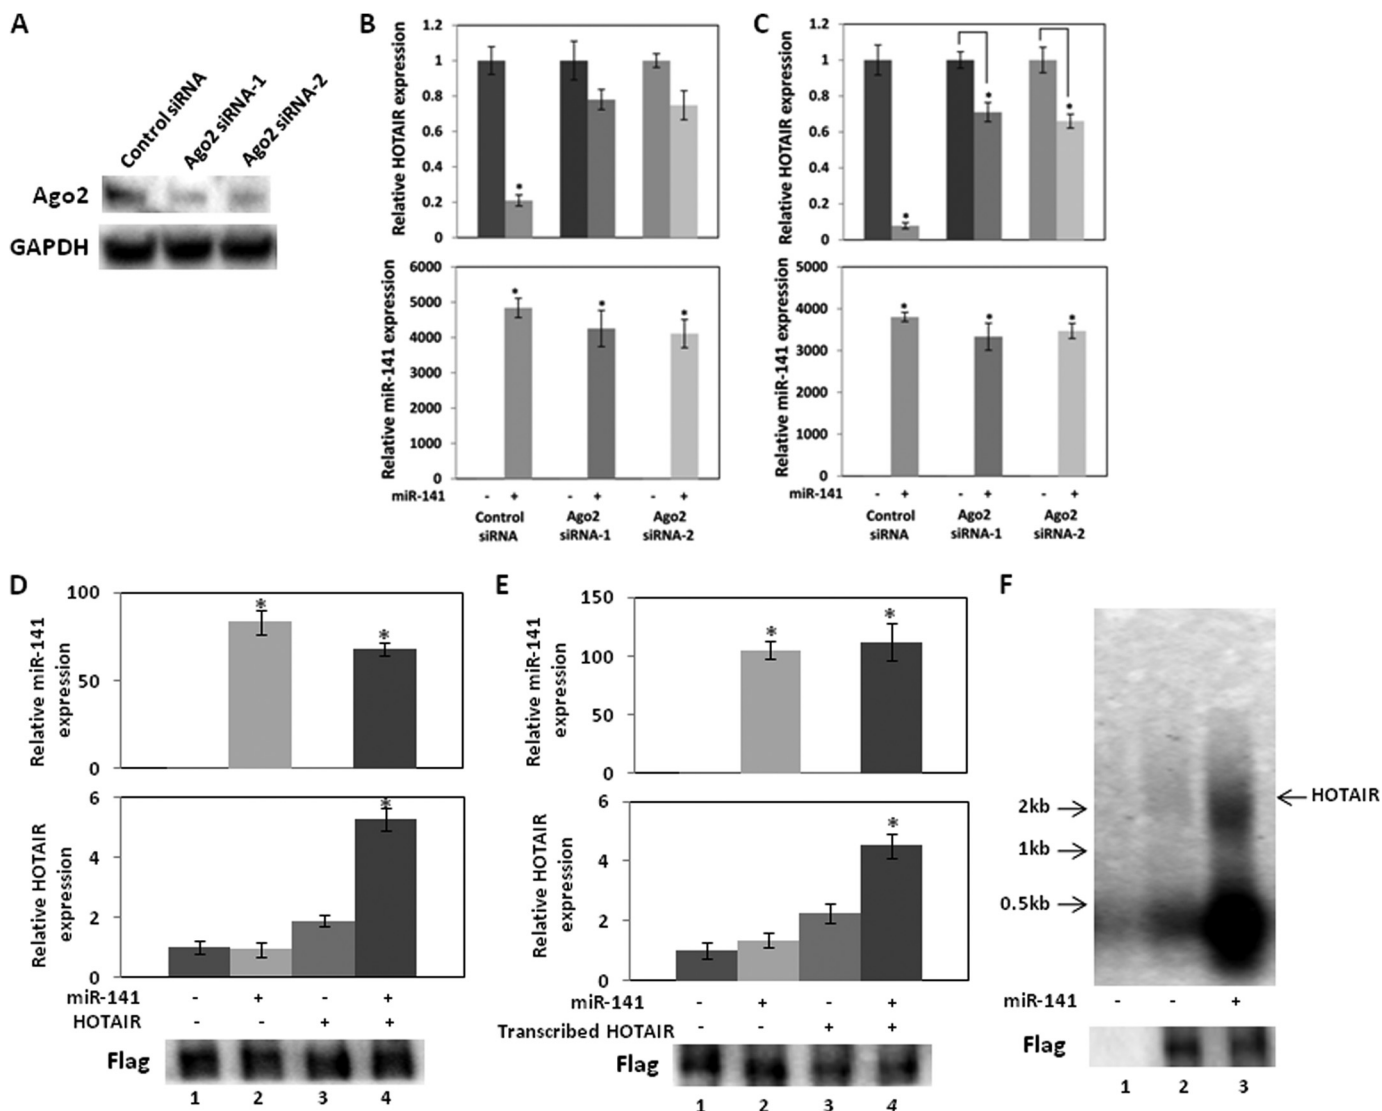 A
Control siRNA
Ago2 siRNA-1
Ago2 siRNA-2
Ago2
GAPDH
B
Relative HOTAIR expression
1.2
1
0.8
0.6
0.4
0.2
0
*
Relative miR-141 expression
6000
5000
4000
3000
2000
1000
0
* * *
miR-141 - + - + - +
Control siRNA
Ago2 siRNA-1
Ago2 siRNA-2
C
Relative HOTAIR expression
1.2
1
0.8
0.6
0.4
0.2
0
* * *
Relative miR-141 expression
5000
4000
3000
2000
1000
0
* * *
miR-141 - + - + - +
Control siRNA
Ago2 siRNA-1
Ago2 siRNA-2
D
Relative miR-141 expression
100
50
0
* *
Relative HOTAIR expression
6
4
2
0
*
miR-141 - + - +
HOTAIR - - + +
Flag
1 2 3 4
E
Relative miR-141 expression
150
100
50
0
* *
Relative HOTAIR expression
6
4
2
0
*
miR-141 - + - +
Transcribed HOTAIR - - + +
Flag
1 2 3 4
F
HOTAIR
2kb
1kb
0.5kb
miR-141 - - +
Flag
1 2 3